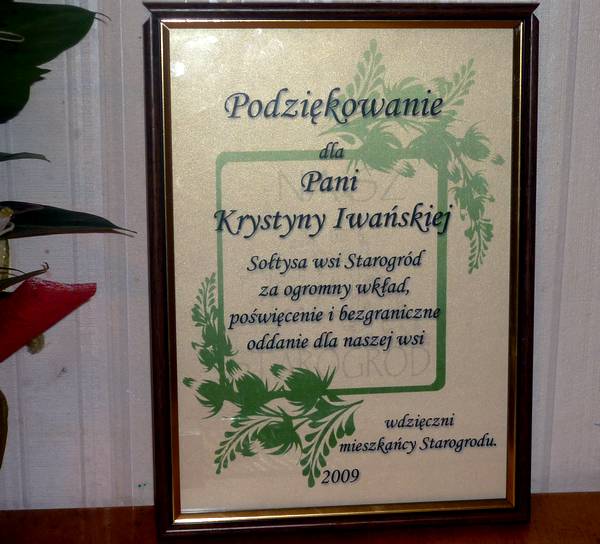 Podziękowanie
dla
Pani
Krystyny Iwańskiej
Sołtysa wsi Starogród
za ogromny wkład,
poświęcenie i bezgraniczne
oddanie dla naszej wsi
STAROGRÓD
wdzięczni
mieszkańcy Starogrodu.
2009